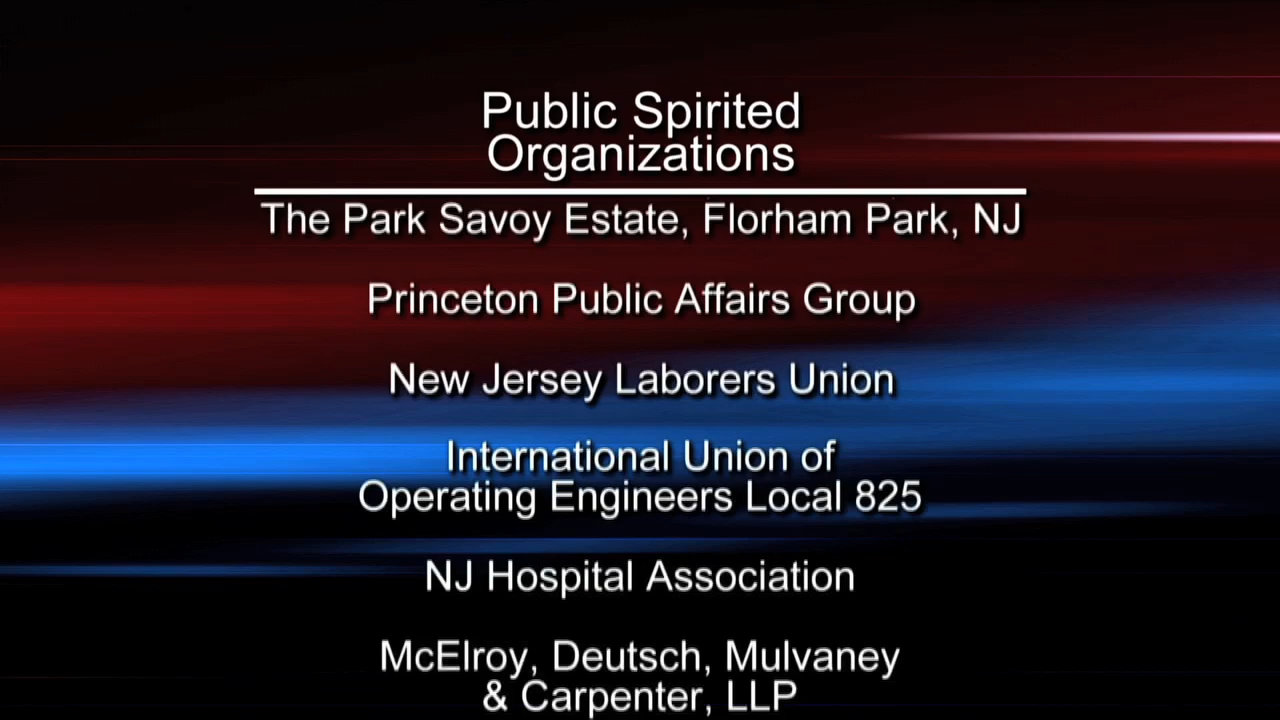 Public Spirited
Organizations
The Park Savoy Estate, Florham Park, NJ
Princeton Public Affairs Group
New Jersey Laborers Union
International Union of
Operating Engineers Local 825
NJ Hospital Association
McElroy, Deutsch, Mulvaney
& Carpenter, LLP